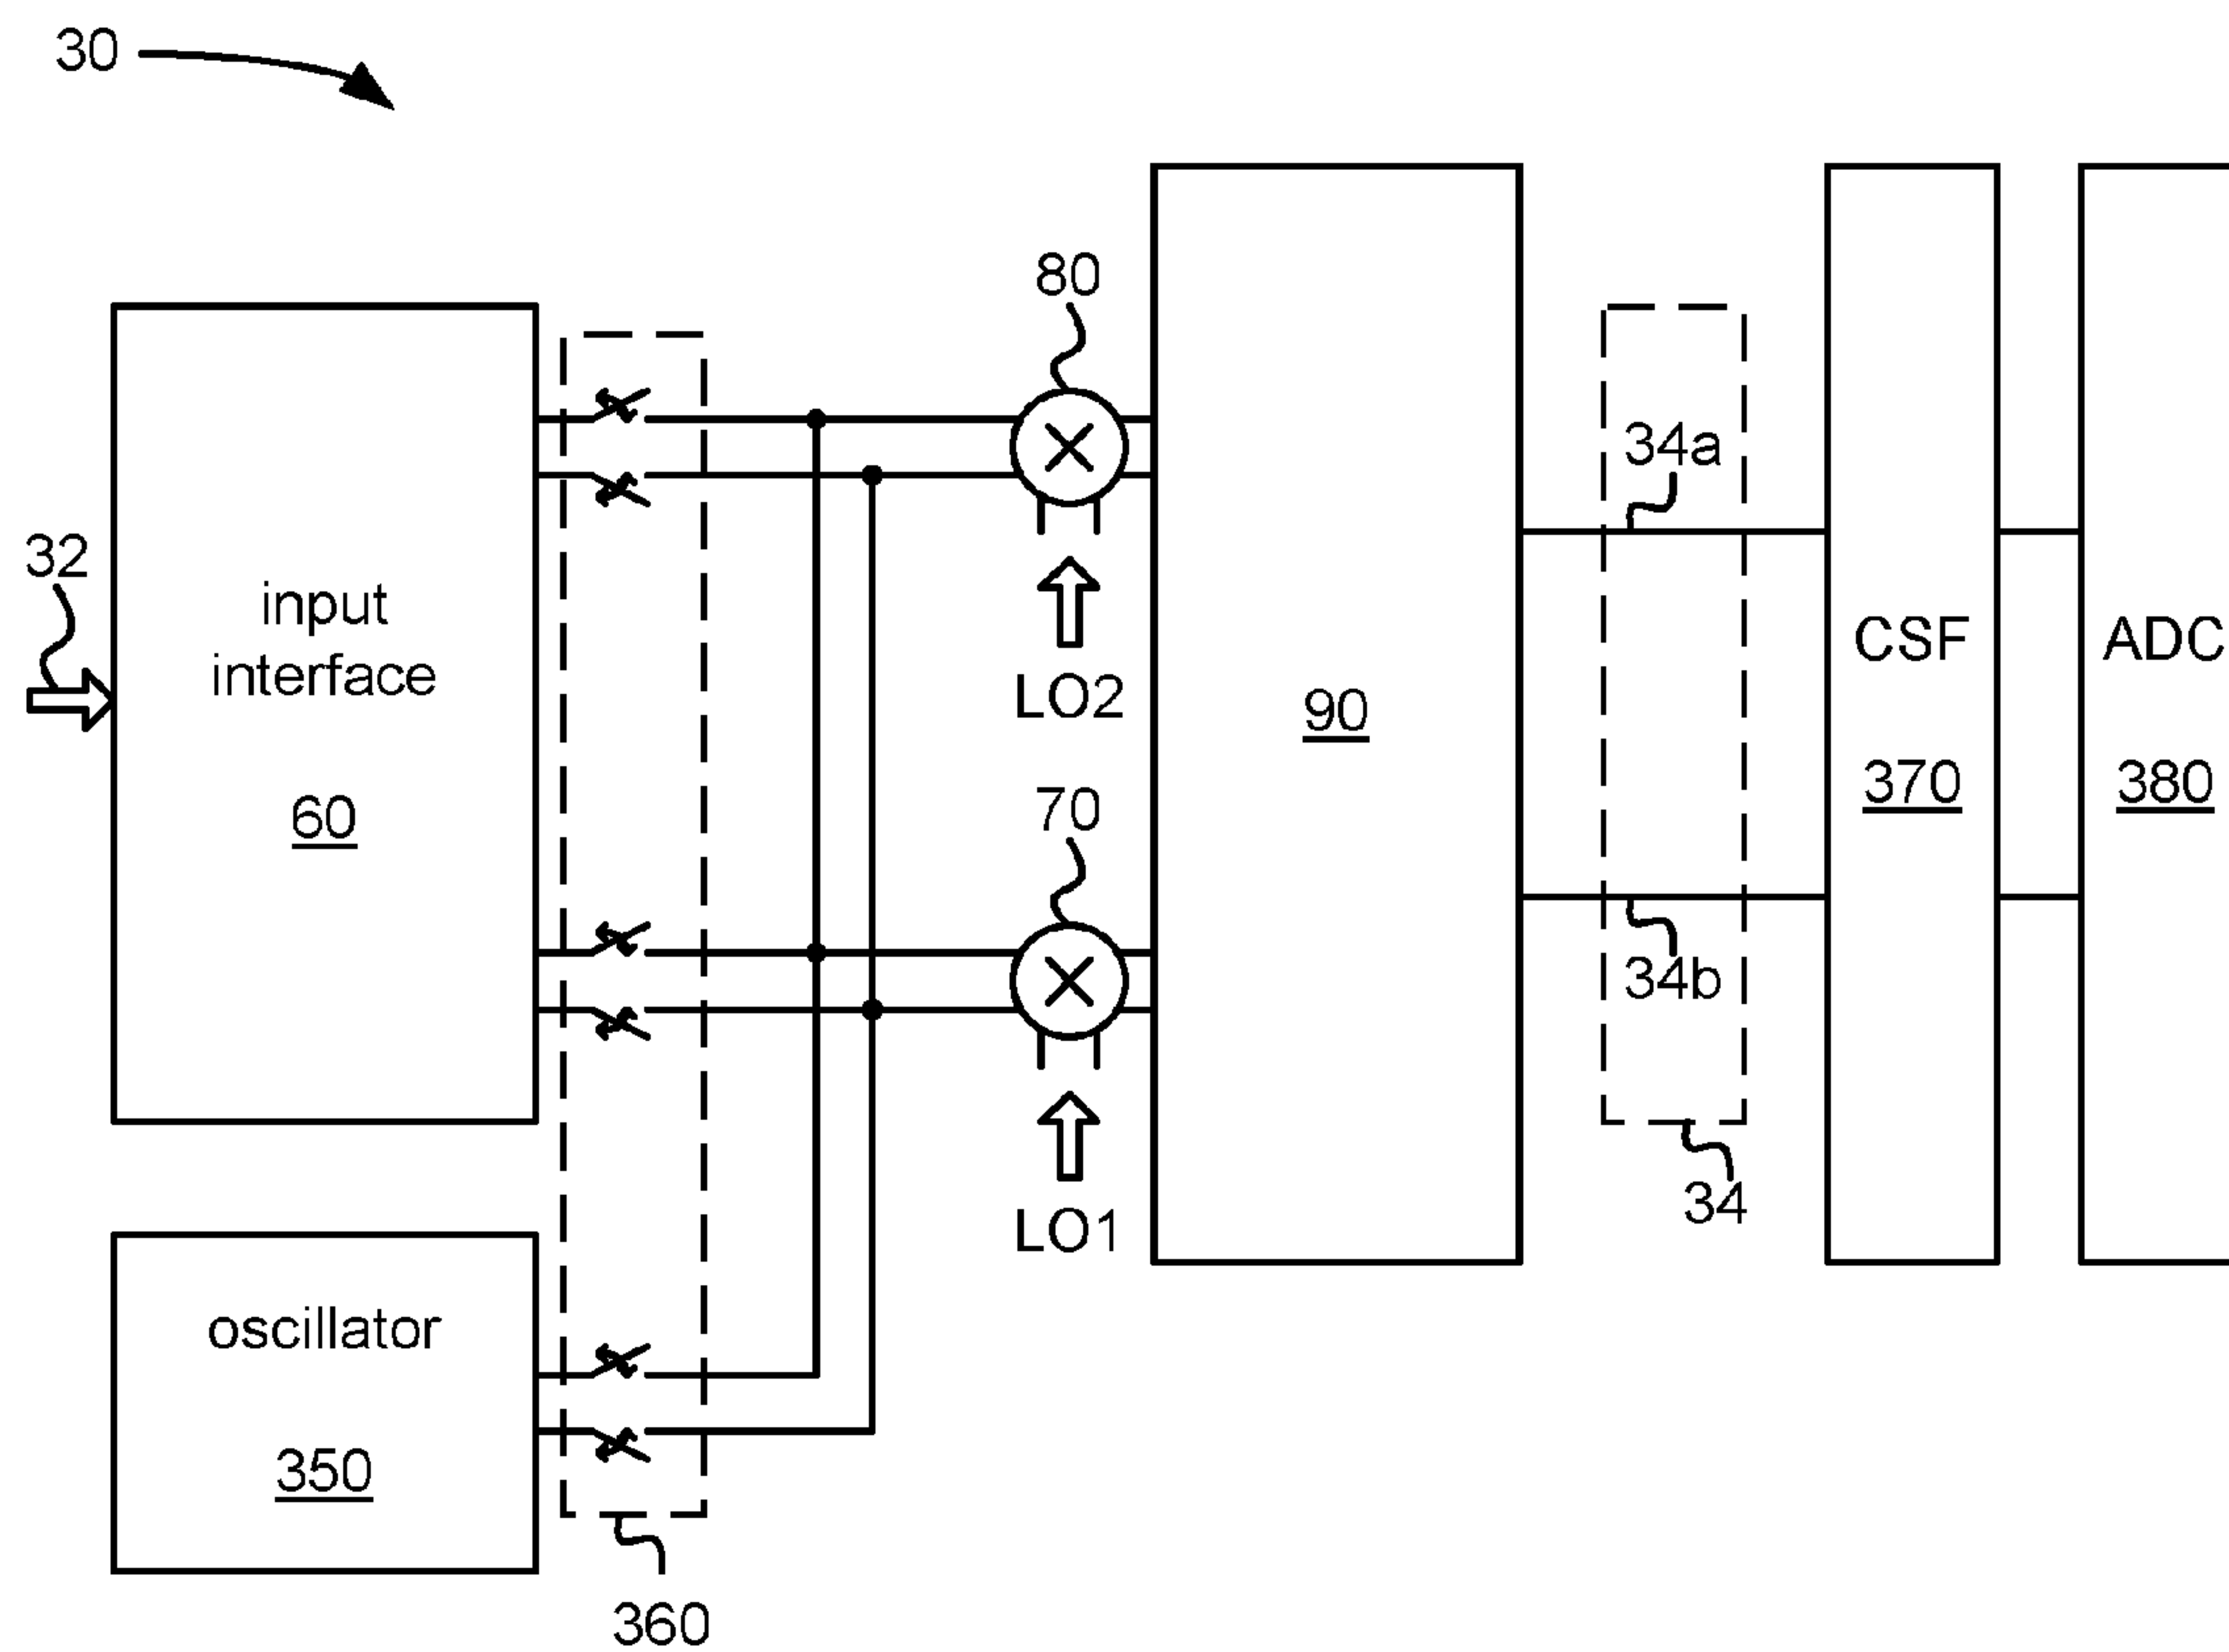 30
80
34a
32
input
interface
60
LO2
90
CSF
370
ADC
380
70
34b
34
LO1
oscillator
350
360